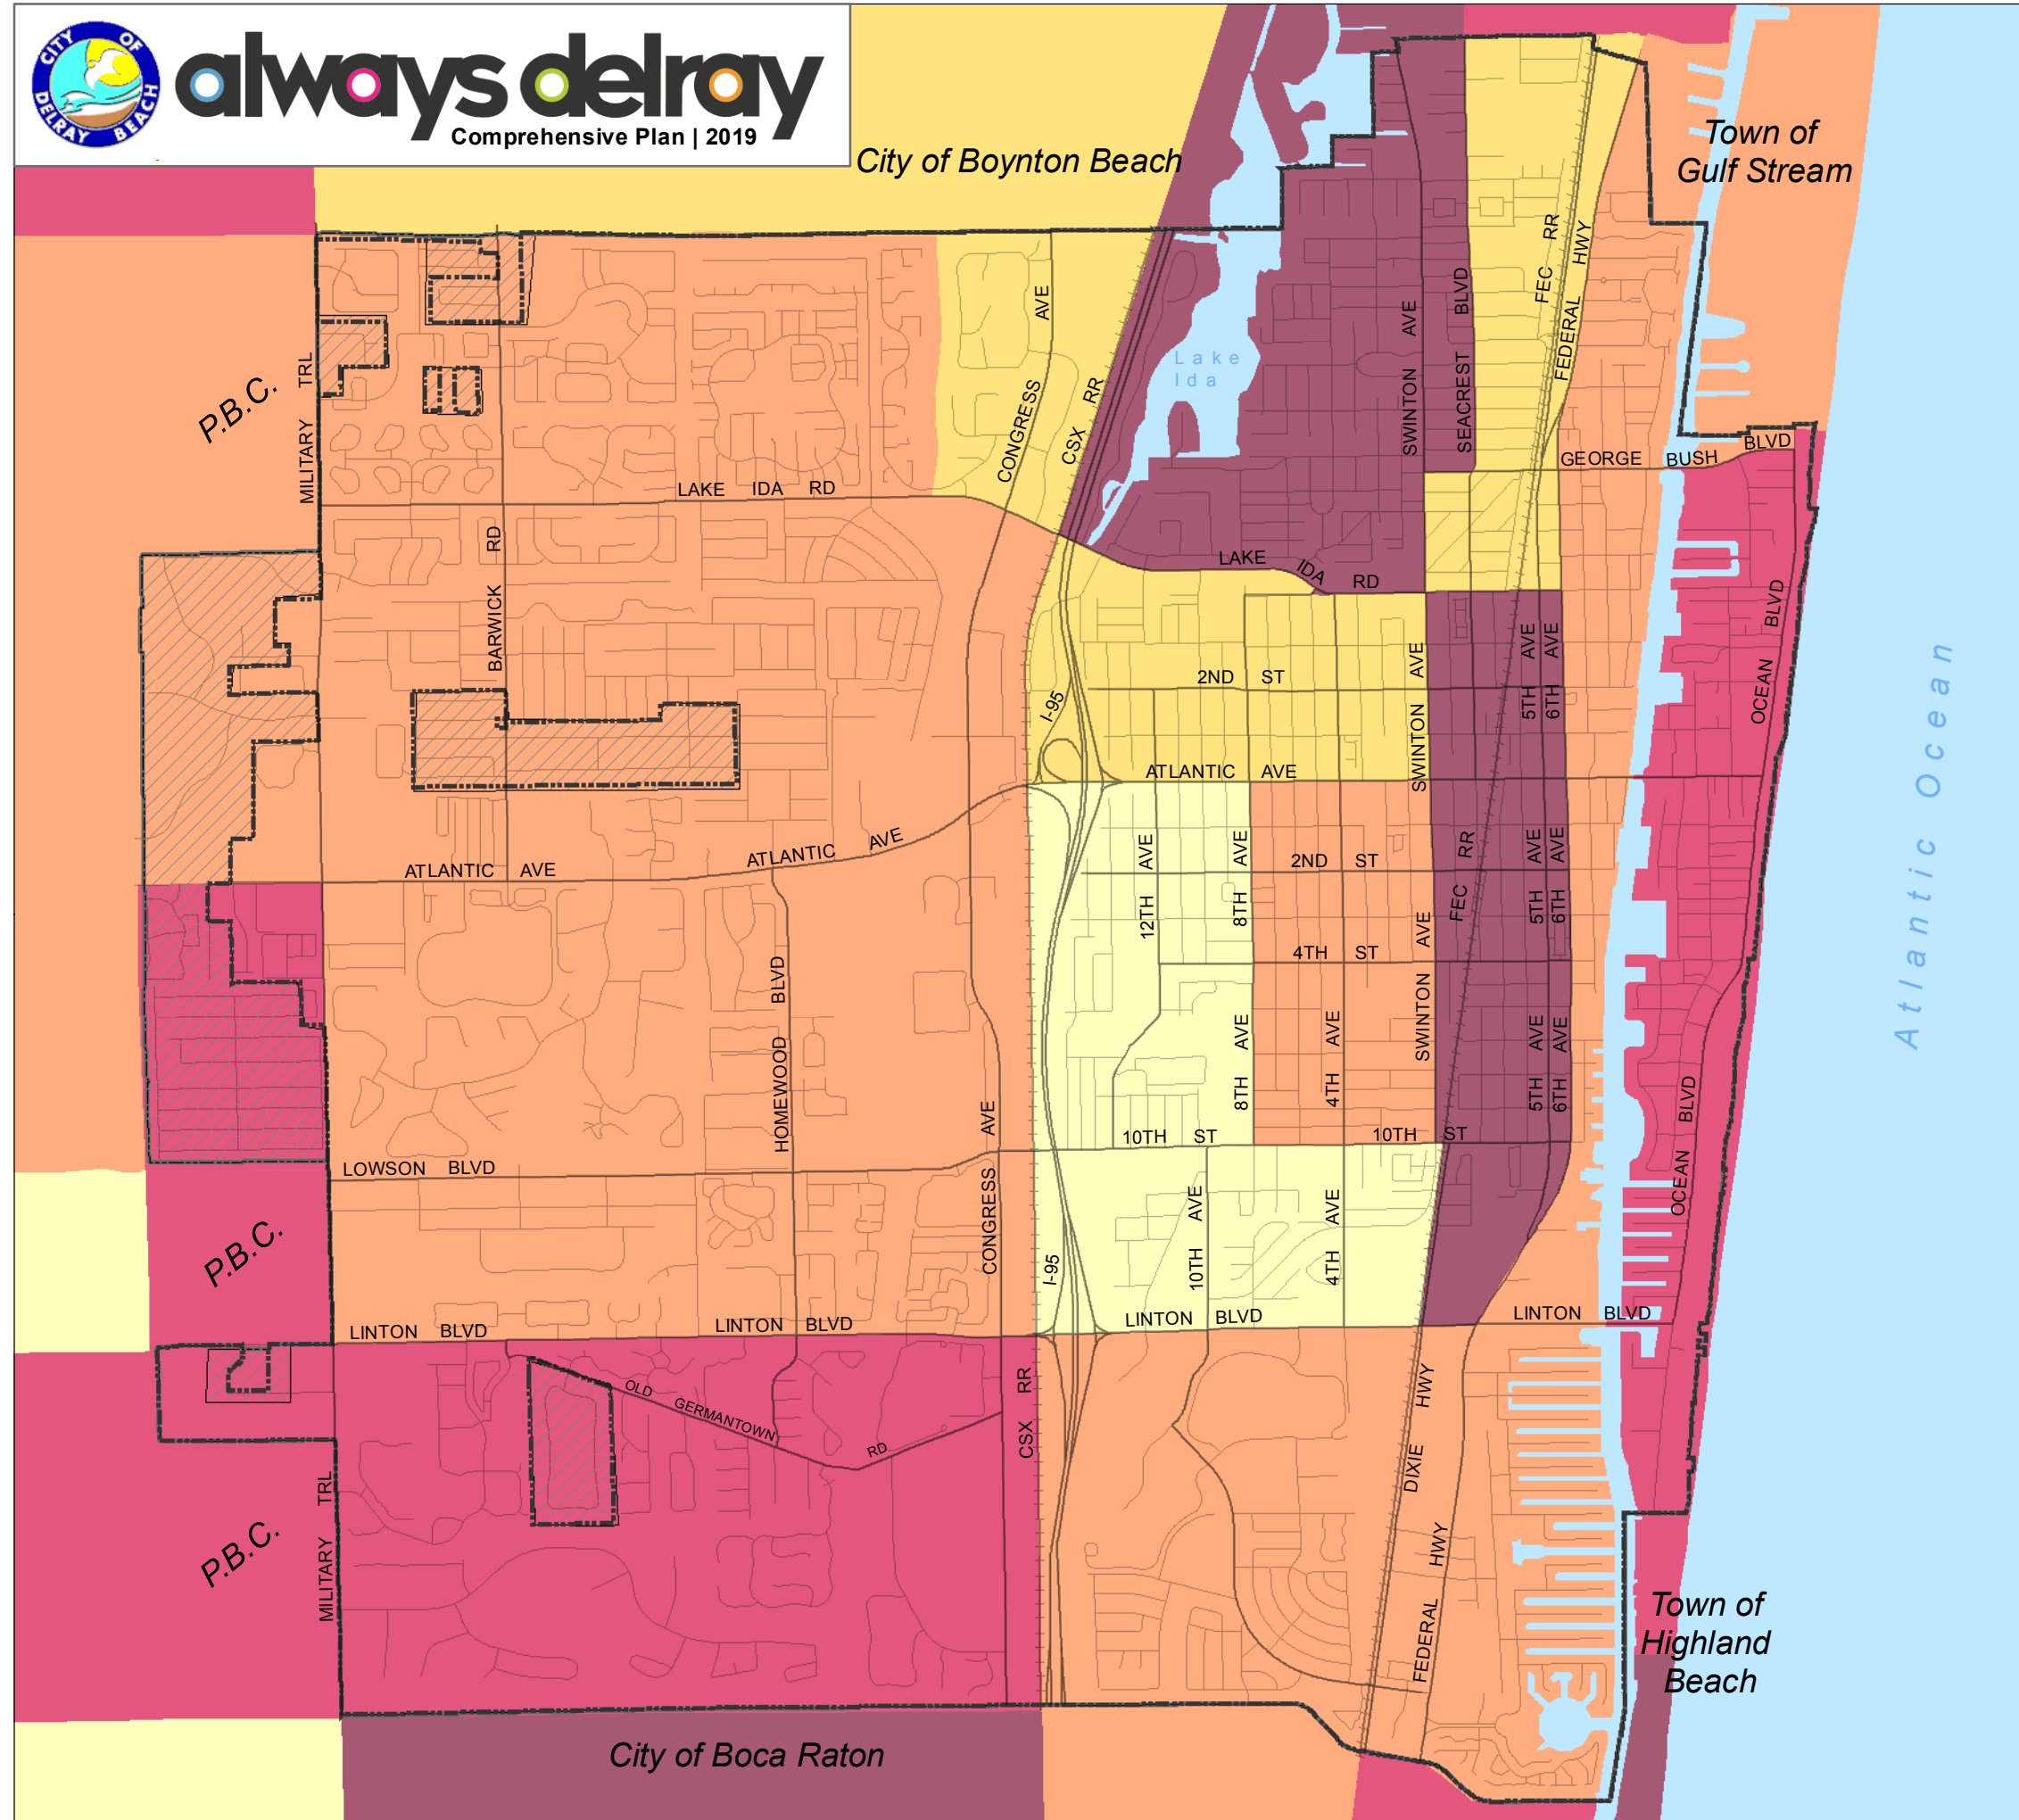 CITY OF
DELRAY BEACH
always delray
Comprehensive Plan | 2019
City of Boynton Beach
Town of
Gulf Stream
P.B.C.
MILITARY TRL
CONGRESS AVE
CSX RR
Lake
Ida
SWINTON AVE
SEACREST BLVD
FEC RR
FEDERAL HWY
GEORGE BUSH BLVD
LAKE IDA RD
BARWICK RD
LAKE IDA RD
2ND ST
I-95
SWINTON AVE
5TH AVE
6TH AVE
OCEAN BLVD
Atlantic Ocean
ATLANTIC AVE
ATLANTIC AVE
ATLANTIC AVE
12TH AVE
8TH AVE
2ND ST
FEC RR
5TH AVE
6TH AVE
4TH ST
SWINTON AVE
HOMEWOOD BLVD
8TH AVE
4TH AVE
5TH AVE
6TH AVE
OCEAN BLVD
CONGRESS AVE
10TH ST
10TH ST
LOWSON BLVD
P.B.C.
10TH AVE
4TH AVE
I-95
LINTON BLVD
LINTON BLVD
LINTON BLVD
LINTON BLVD
OLD GERMANTOWN RD
CSX RR
DIXIE HWY
FEDERAL HWY
P.B.C.
MILITARY TRL
Town of
Highland
Beach
City of Boca Raton